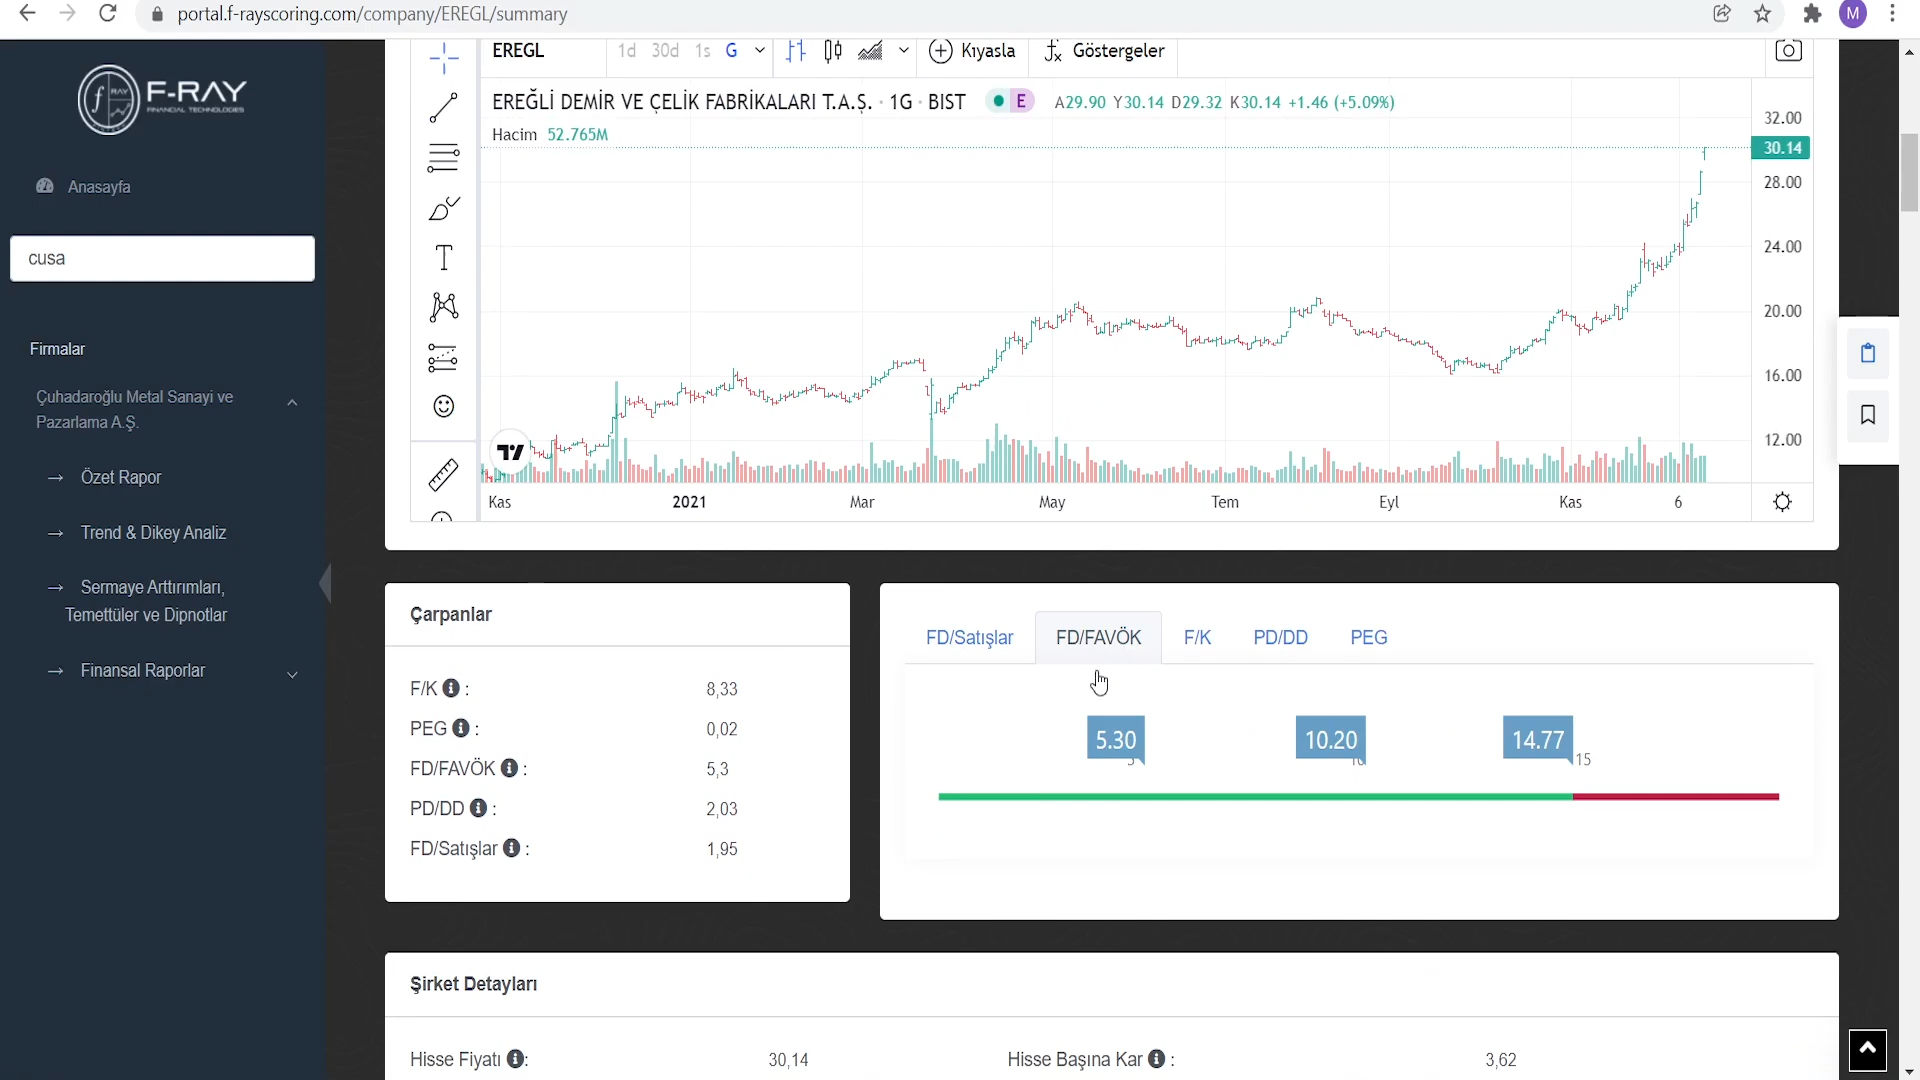 portal.f-rayscoring.com/company/EREGL/summary
M
F-RAY
FINANCIAL TECHNOLOGIES
Anasayfa
cusa
Firmalar
Çuhadaroğlu Metal Sanayi ve
Pazarlama A.Ş.
→ Özet Rapor
→ Trend & Dikey Analiz
→ Sermaye Arttırımları,
Temettüler ve Dipnotlar
→ Finansal Raporlar
EREGL 1d 30d 1s G Kıyasla Göstergeler
EREĞLİ DEMİR VE ÇELİK FABRİKALARI T.A.Ş. · 1G · BIST E A29.90 Y30.14 D29.32 K30.14 +1.46 (+5.09%)
Hacim 52.765M
32.00
30.14
28.00
24.00
20.00
16.00
12.00
Kas 2021 Mar May Tem Eyl Kas 6
Çarpanlar
F/K : 8,33
PEG : 0,02
FD/FAVÖK : 5,3
PD/DD : 2,03
FD/Satışlar : 1,95
FD/Satışlar FD/FAVÖK F/K PD/DD PEG
5.30 10.20 14.77
5 10 15
Şirket Detayları
Hisse Fiyatı : 30,14 Hisse Başına Kar : 3,62